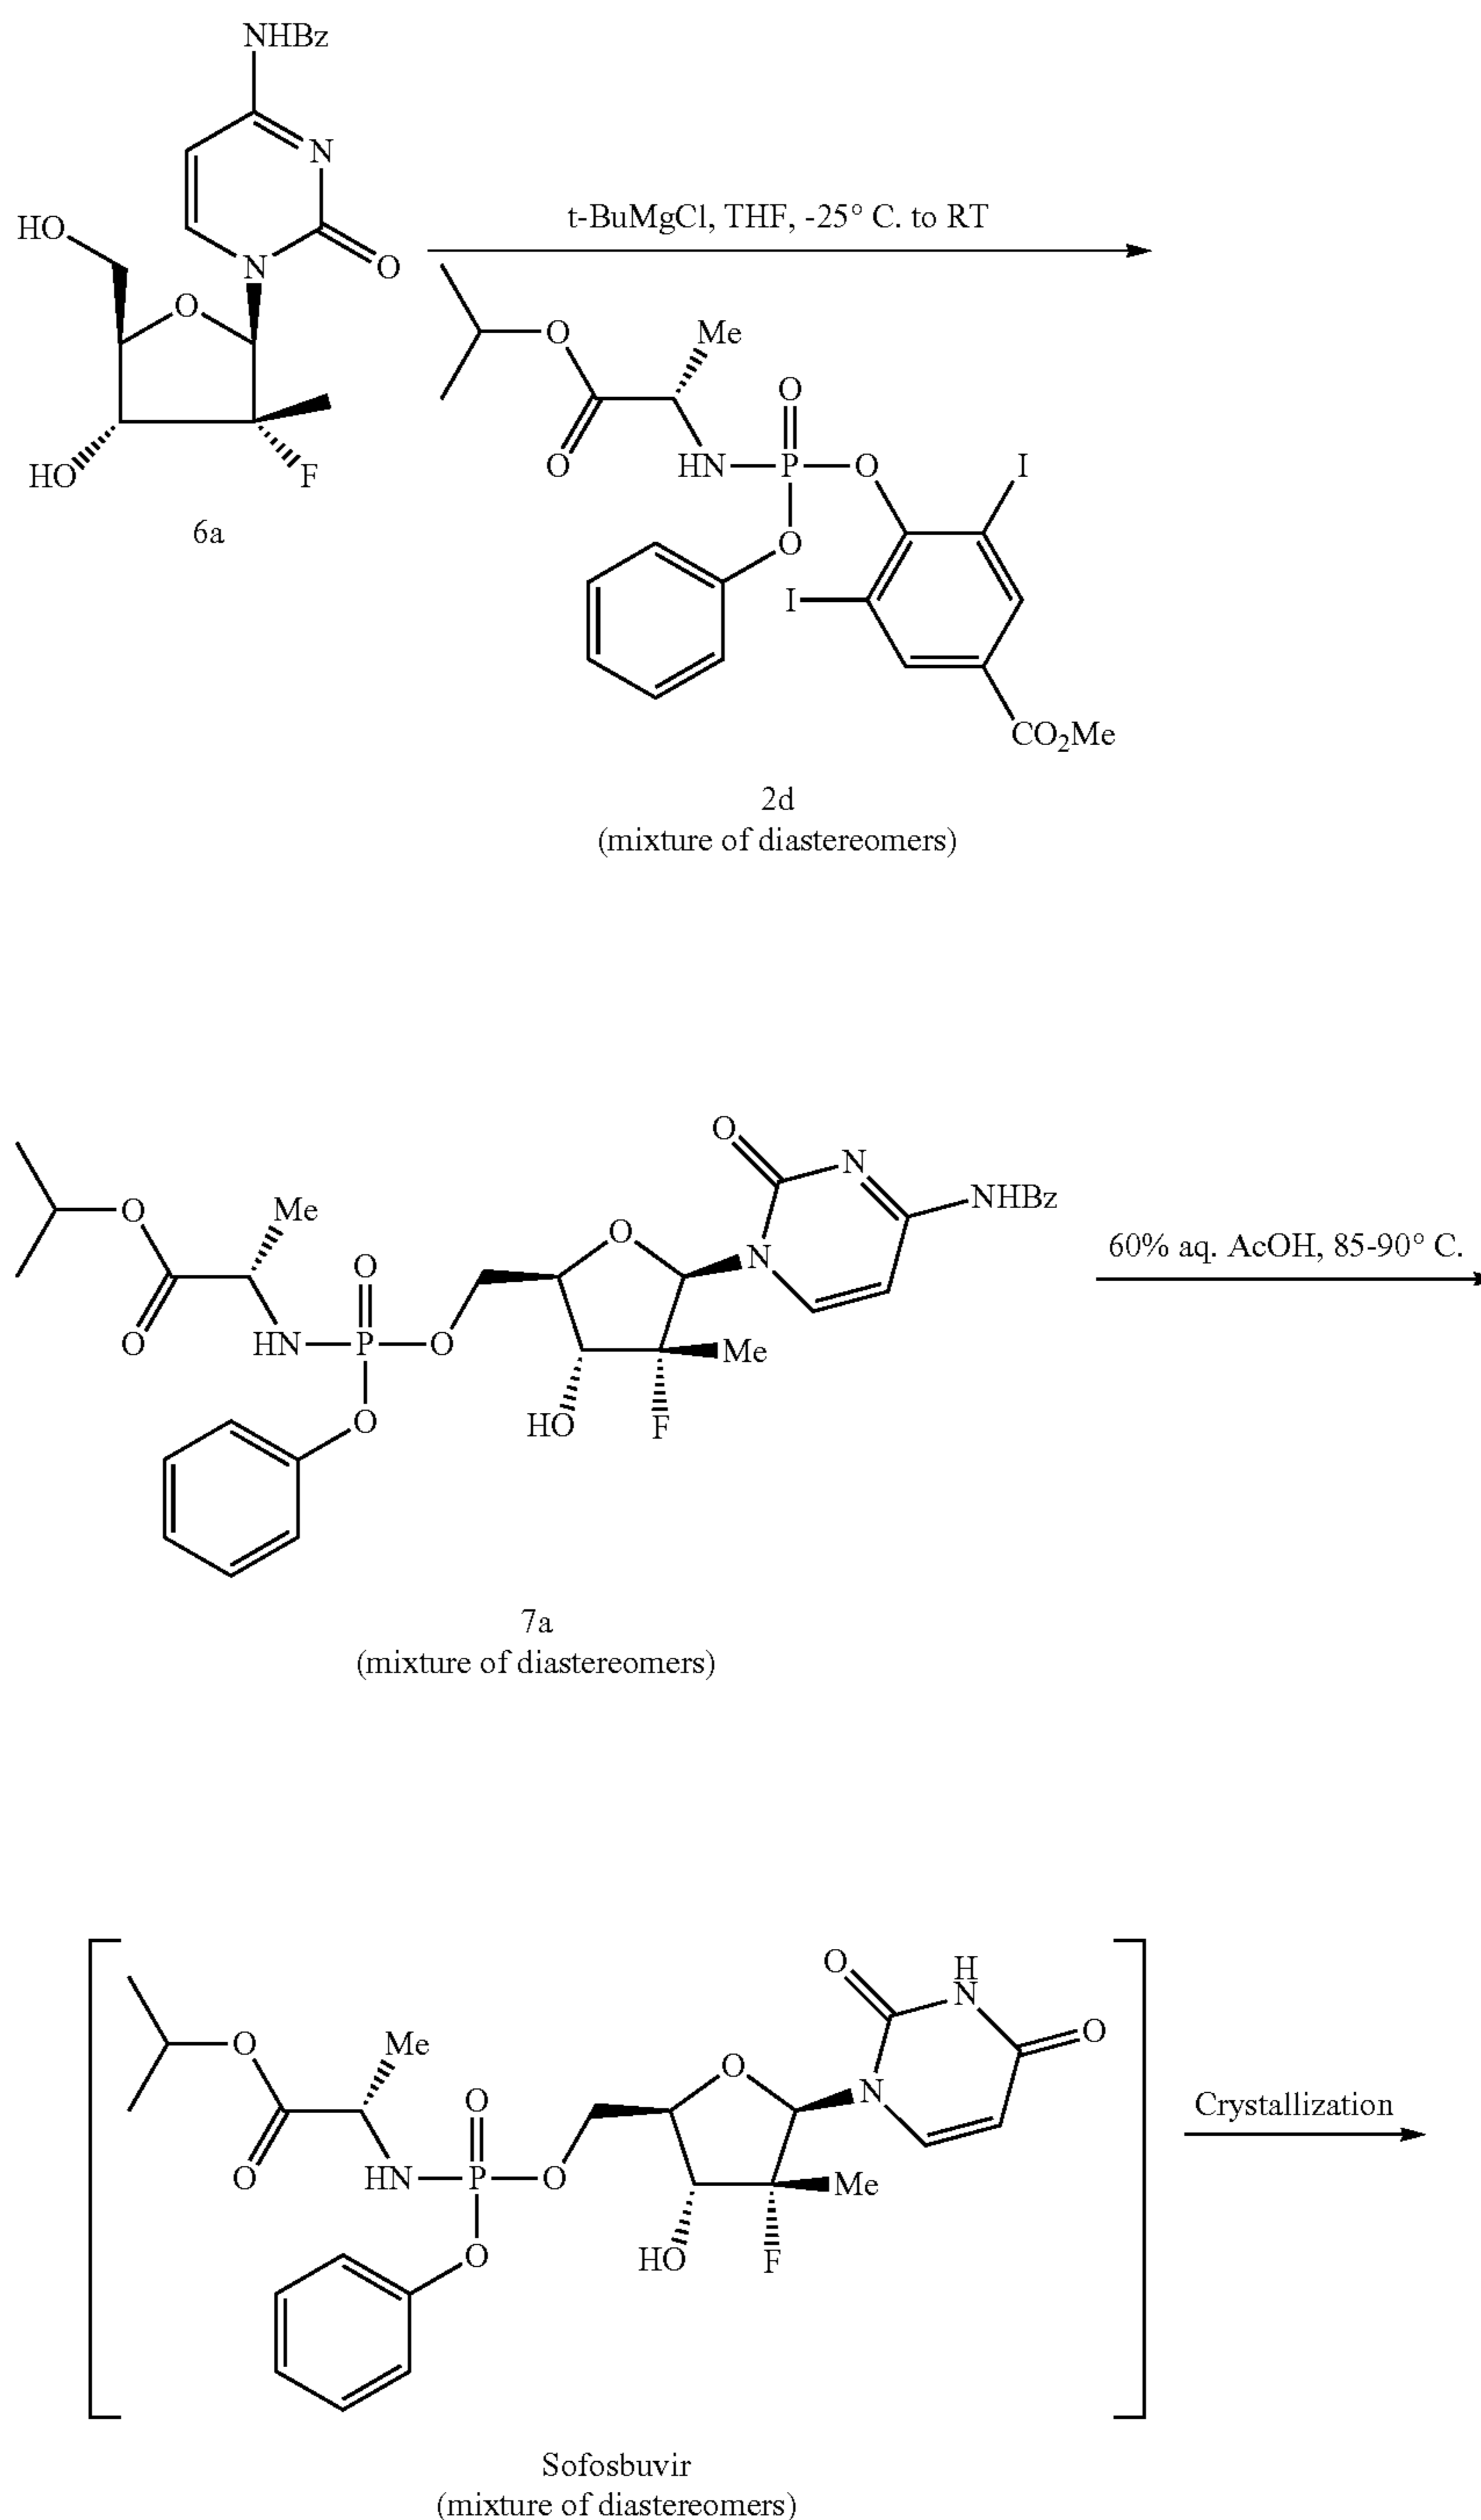 NHBz
N
HO
N
O
O
HO
F
6a
t-BuMgCl, THF, -25° C. to RT
O
Me
O
O
HN
P
O
I
O
I
CO2Me
2d
(mixture of diastereomers)
O
N
NHBz
O
Me
O
N
O
O
HN
P
O
Me
O
HO
F
7a
(mixture of diastereomers)
60% aq. AcOH, 85-90° C.
O
H
N
O
O
Me
O
N
O
O
HN
P
O
Me
O
HO
F
Sofosbuvir
(mixture of diastereomers)
Crystallization